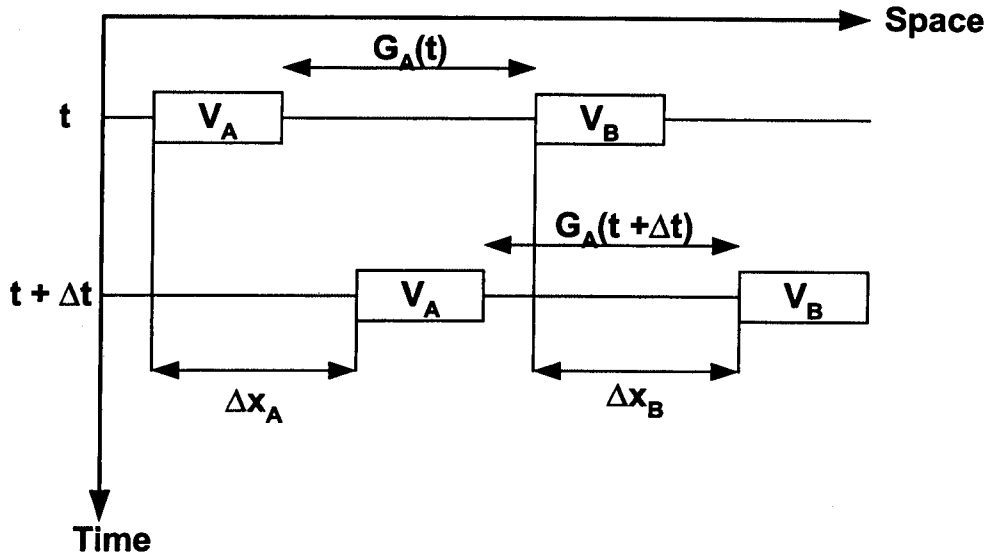 Space
G_A(t)
t
V_A
V_B
G_A(t +Δt)
t + Δt
V_A
V_B
Δx_A
Δx_B
Time